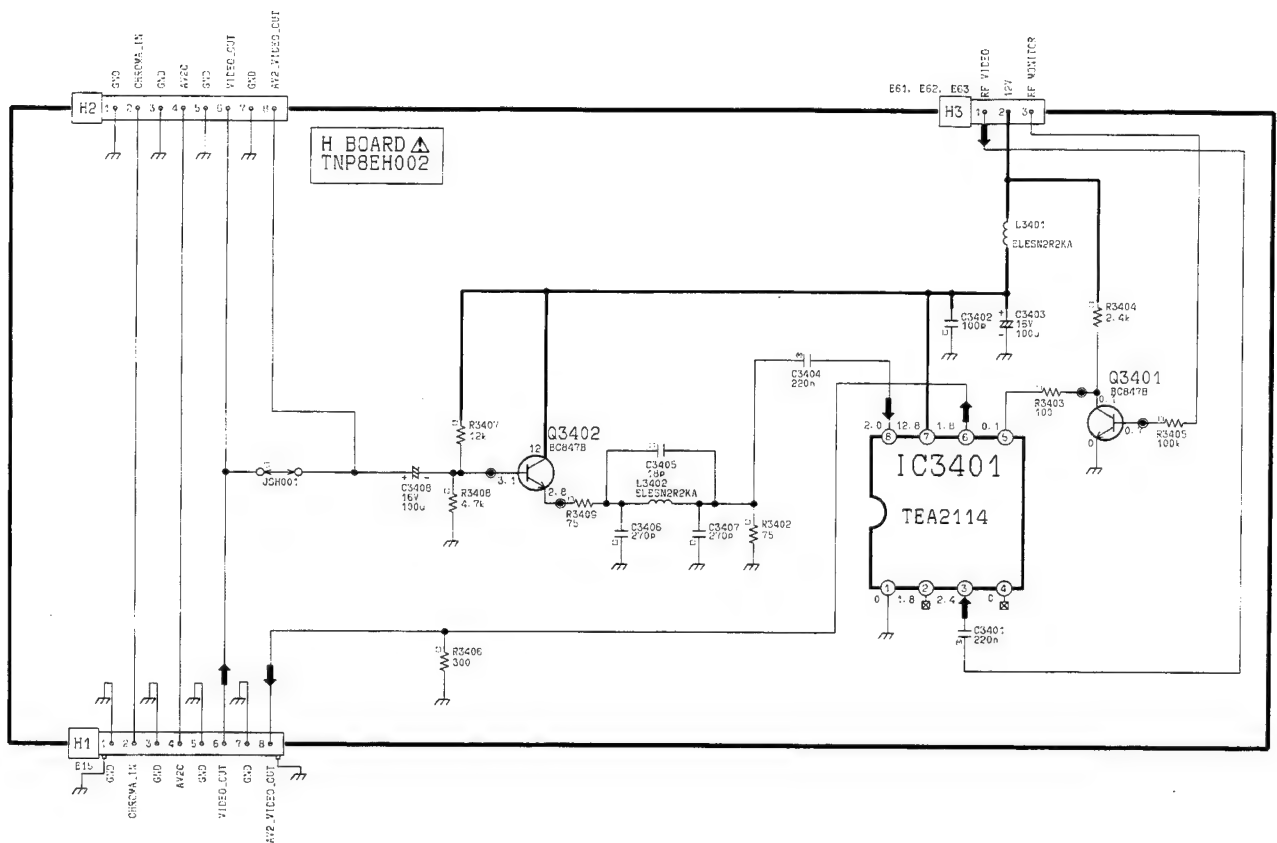 GND
CHROMA_IN
GND
AV2C
GND
VIDEO_OUT
GND
AV2_VIDEO_OUT
H2
1 2 3 4 5 6 7 8
H BOARD ⚠
TNP8EH002
E61, E62, E63
RF VIDEO
12V
RF MONITOR
H3
1 2 3
L3401
ELESN2R2KA
R3404
2.4k
C3402
100p
C3403
16V
100u
C3404
220n
Q3401
BC847B
R3403
100
R3405
100k
0
R3407
12k
Q3402
BC847B
12
C3405
18p
L3402
ELESN2R2KA
JSH001
C3408
16V
100u
R3408
4.7k
3.1
2.8
R3409
75
C3406
270p
C3407
270p
R3402
75
2.0 12.8 1.8 0.1
8 7 6 5
IC3401
TEA2114
1 2 3 4
0 1.8 2.4
C3401
220n
R3406
300
H1
1 2 3 4 5 6 7 8
E15
GND
CHROMA_IN
GND
AV2C
GND
VIDEO_OUT
GND
AV2_VIDEO_OUT